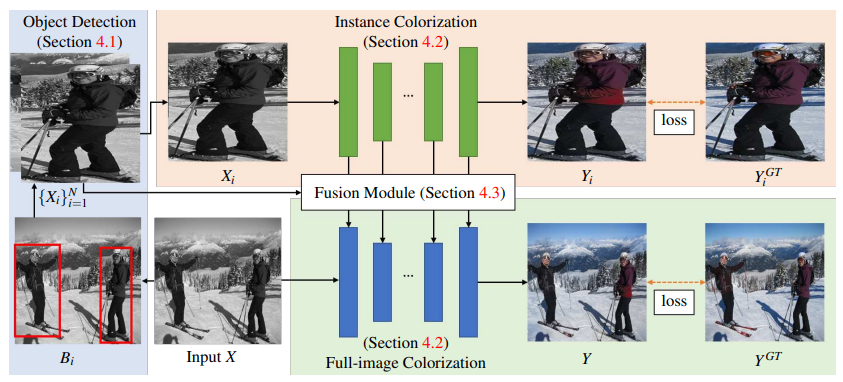 Object Detection
(Section 4.1)
Instance Colorization
(Section 4.2)
...
loss
X_i
Y_i
Y_i^{GT}
{X_i}_{i=1}^N
Fusion Module (Section 4.3)
...
loss
(Section 4.2)
B_i
Input X
Full-image Colorization
Y
Y^{GT}